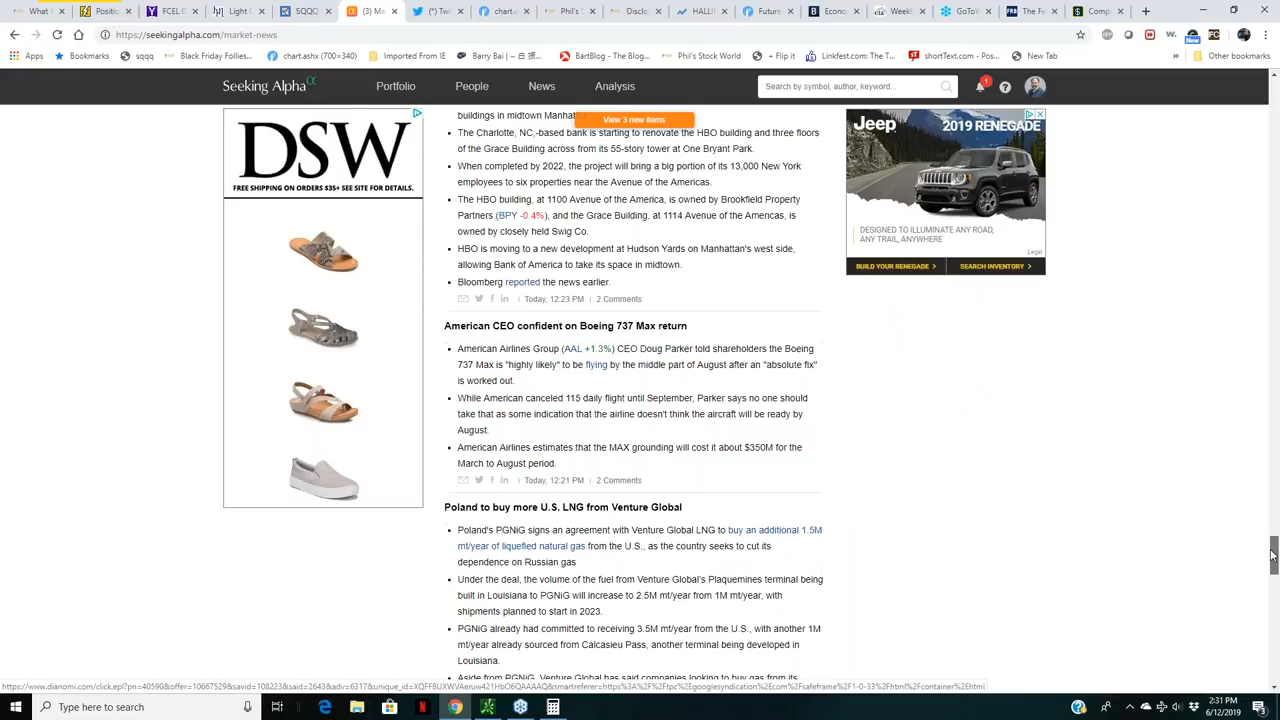 What I
Positic
FCEL D
SQQQ
(3) Ma
(*) Twi
chart.a
Phil's
Disclo
HALL!
Future
Econc
Weekl
GoTo
FRB F
Comp
https://seekingalpha.com/market-news
Apps
Bookmarks
sqqq
Black Friday Follies...
chart.ashx (700×340)
Imported From IE
BartBlog - The Blog...
Phil's Stock World
+ Flip it
Linkfest.com: The T...
shortText.com - Pos...
New Tab
»
Other bookmarks
Seeking Alpha α
Portfolio
People
News
Analysis
Search by symbol, author, keyword...
1
DSW
FREE SHIPPING ON ORDERS $35+ SEE SITE FOR DETAILS.
View 3 new items
buildings in midtown
The Charlotte, NC,-based bank is starting to renovate the HBO building and three floors
of the Grace Building across from its 55-story tower at One Bryant Park.
When completed by 2022, the project will bring a big portion of its 13,000 New York
employees to six properties near the Avenue of the Americas.
The HBO building, at 1100 Avenue of the America, is owned by Brookfield Property
Partners (BPY -0.4%), and the Grace Building, at 1114 Avenue of the Americas, is
owned by closely held Swig Co.
HBO is moving to a new development at Hudson Yards on Manhattan's west side,
allowing Bank of America to take its space in midtown.
Bloomberg reported the news earlier.
Today, 12:23 PM | 2 Comments
American CEO confident on Boeing 737 Max return
American Airlines Group (AAL +1.3%) CEO Doug Parker told shareholders the Boeing
737 Max is "highly likely" to be flying by the middle part of August after an "absolute fix"
is worked out.
While American canceled 115 daily flight until September, Parker says no one should
take that as some indication that the airline doesn't think the aircraft will be ready by
August.
American Airlines estimates that the MAX grounding will cost it about $350M for the
March to August period.
Today, 12:21 PM | 2 Comments
Poland to buy more U.S. LNG from Venture Global
Poland's PGNiG signs an agreement with Venture Global LNG to buy an additional 1.5M
mt/year of liquefied natural gas from the U.S., as the country seeks to cut its
dependence on Russian gas
Under the deal, the volume of the fuel from Venture Global's Plaquemines terminal being
built in Louisiana to PGNiG will increase to 2.5M mt/year from 1M mt/year, with
shipments planned to start in 2023.
PGNiG already had committed to receiving 3.5M mt/year from the U.S., with another 1M
mt/year already sourced from Calcasieu Pass, another terminal being developed in
Louisiana.
Aside from PGNiG, Venture Global has said companies looking to buy gas from its
Jeep
2019 RENEGADE
DESIGNED TO ILLUMINATE ANY ROAD,
ANY TRAIL, ANYWHERE
Legal
BUILD YOUR RENEGADE >
SEARCH INVENTORY >
Type here to search
2:31 PM
6/12/2019